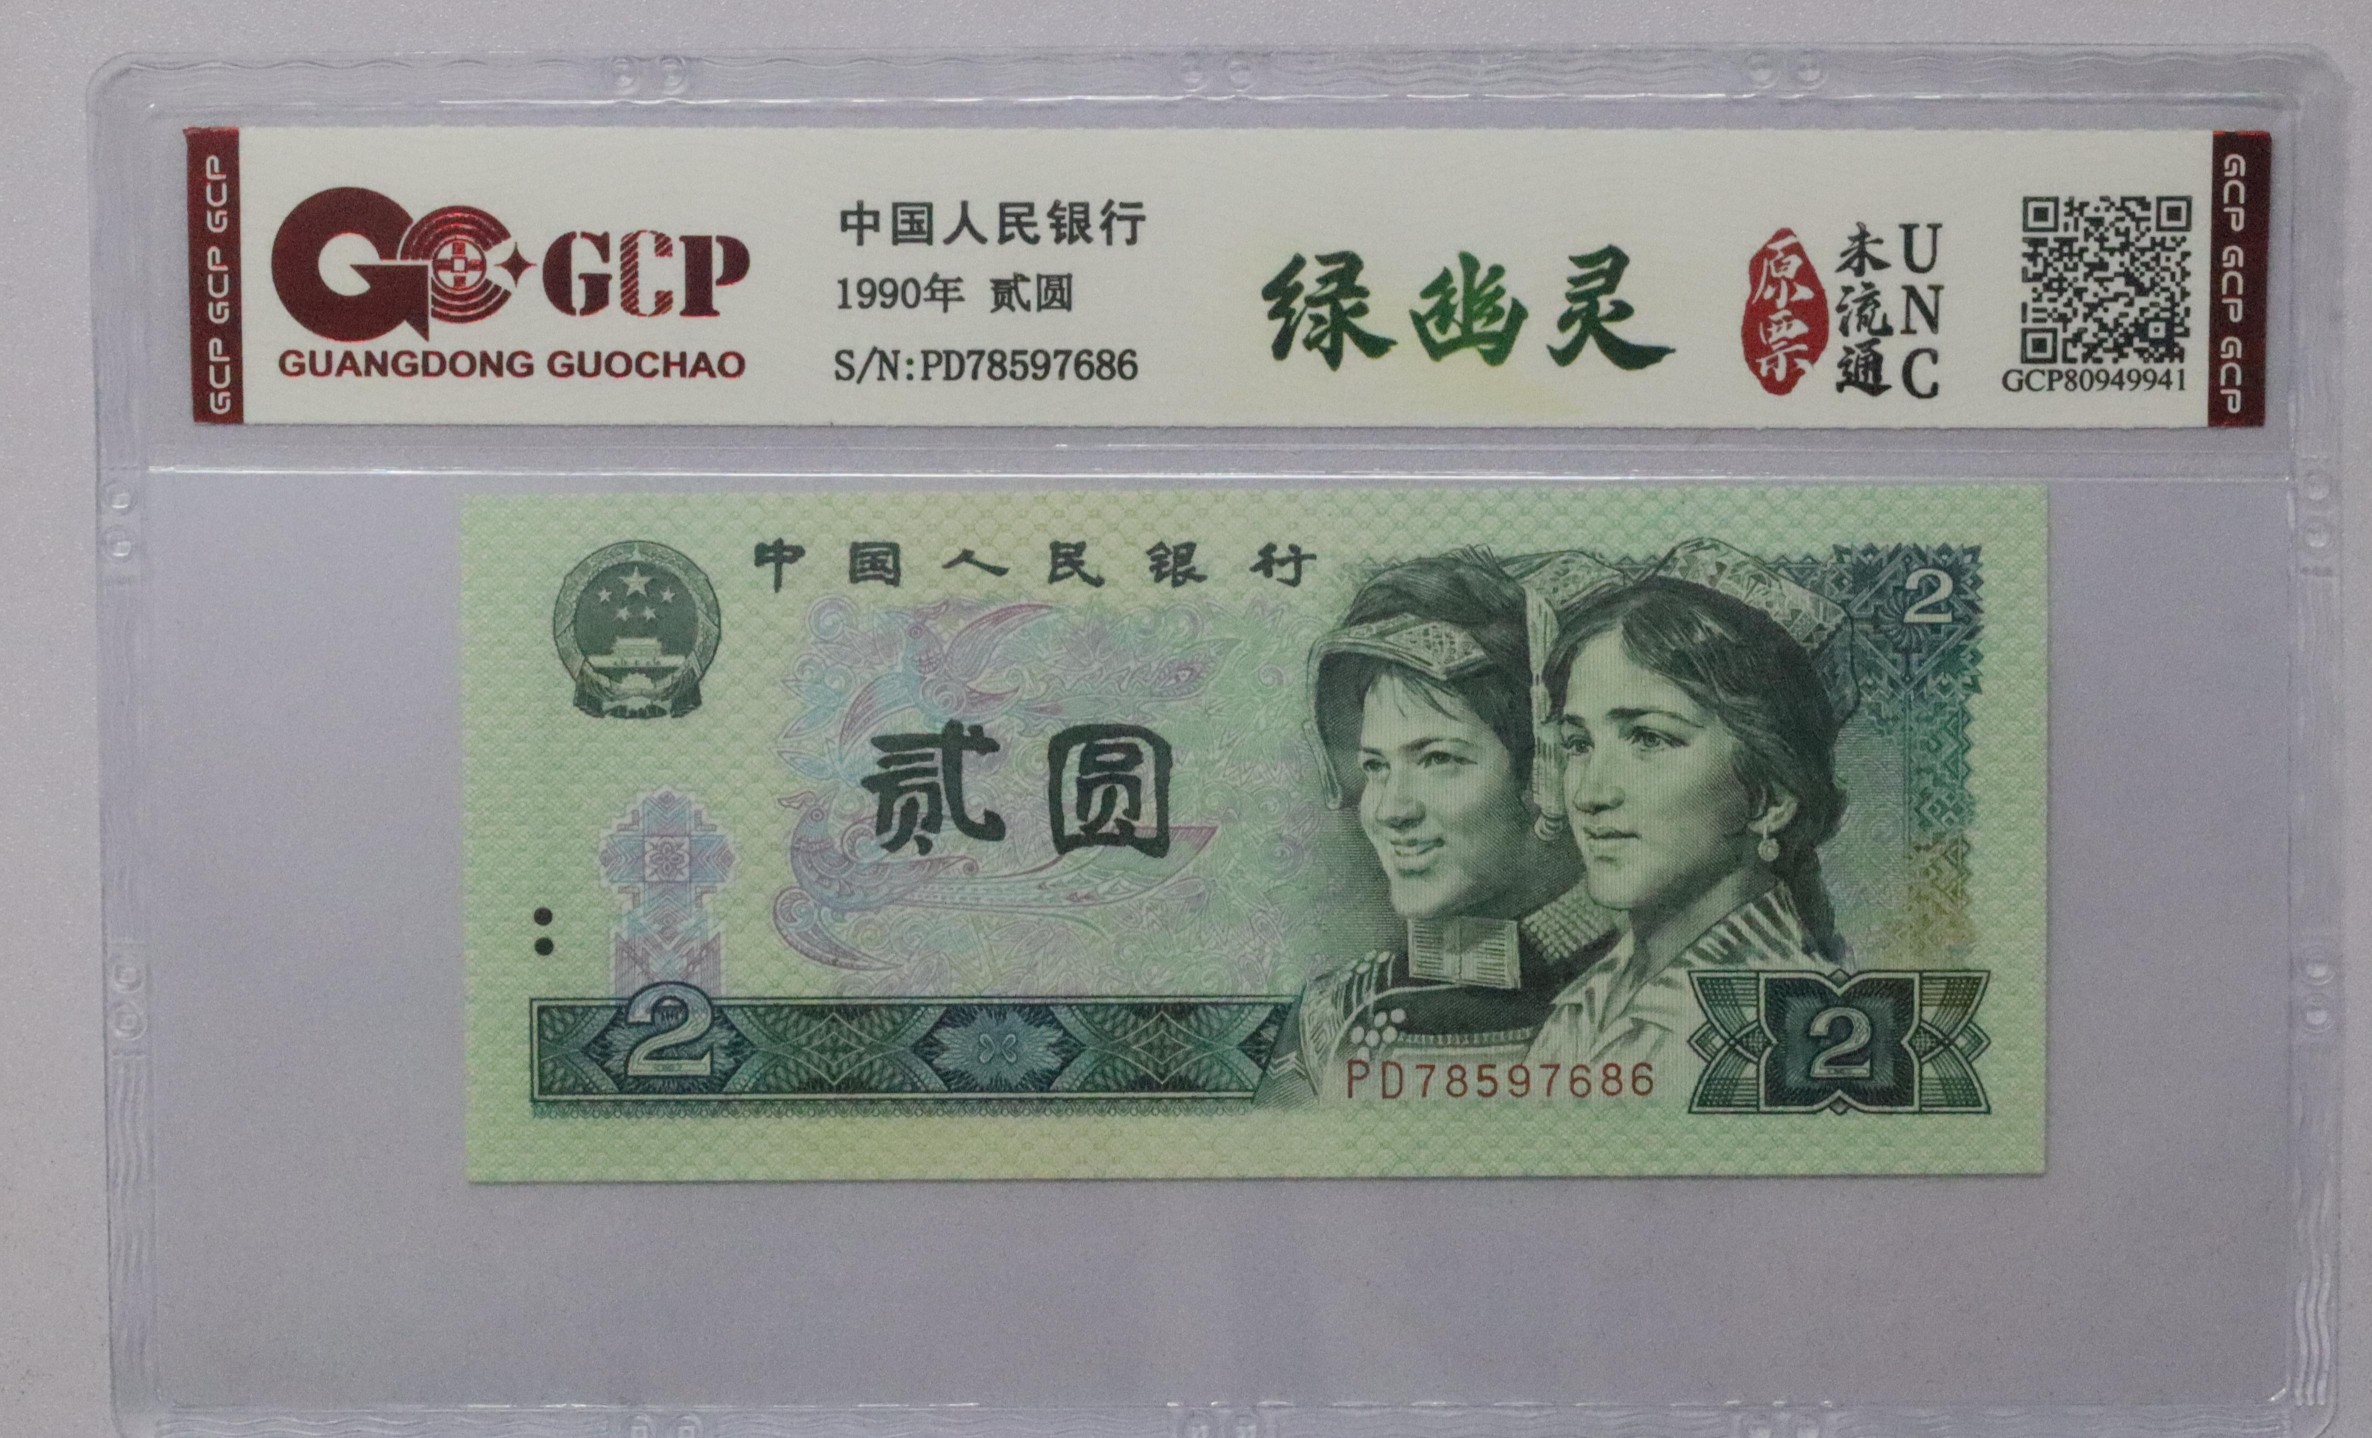 GCP GCP GCP
GCP
GUANGDONG GUOCHAO
中国人民银行
1990年 贰圆
S/N:PD78597686
绿幽灵
原票
未流通
UNC
GCP80949941
GCP GCP GCP
中国人民银行
2
贰圆
2
PD78597686
2